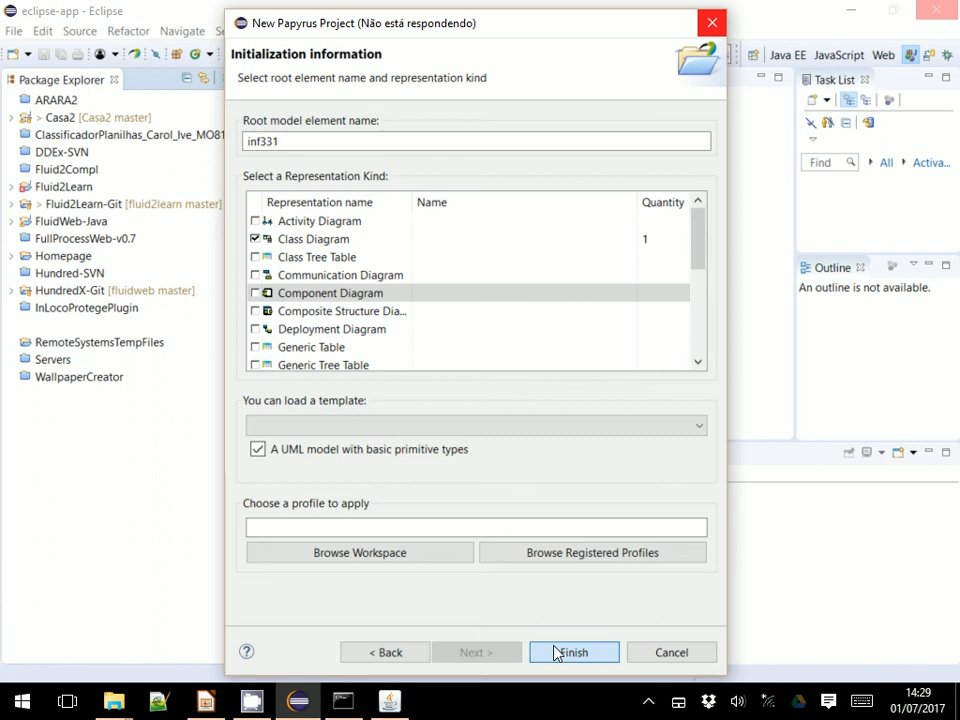 eclipse-app - Eclipse
File Edit Source Refactor Navigate
Java EE JavaScript Web
Package Explorer
ARARA2
> Casa2 [Casa2 master]
ClassificadorPlanilhas_Carol_Ive_MO81
DDEx-SVN
Fluid2Compl
Fluid2Learn
> Fluid2Learn-Git [fluid2learn master]
FluidWeb-Java
FullProcessWeb-v0.7
Homepage
Hundred-SVN
HundredX-Git [fluidweb master]
InLocoProtegePlugin
RemoteSystemsTempFiles
Servers
WallpaperCreator
New Papyrus Project (Não está respondendo)
Initialization information
Select root element name and representation kind
Root model element name:
inf331
Select a Representation Kind:
Representation name Name Quantity
Activity Diagram
Class Diagram 1
Class Tree Table
Communication Diagram
Component Diagram
Composite Structure Dia...
Deployment Diagram
Generic Table
Generic Tree Table
You can load a template:
A UML model with basic primitive types
Choose a profile to apply
Browse Workspace Browse Registered Profiles
< Back Next > Finish Cancel
Task List
Find All Activa...
Outline
An outline is not available.
14:29
01/07/2017